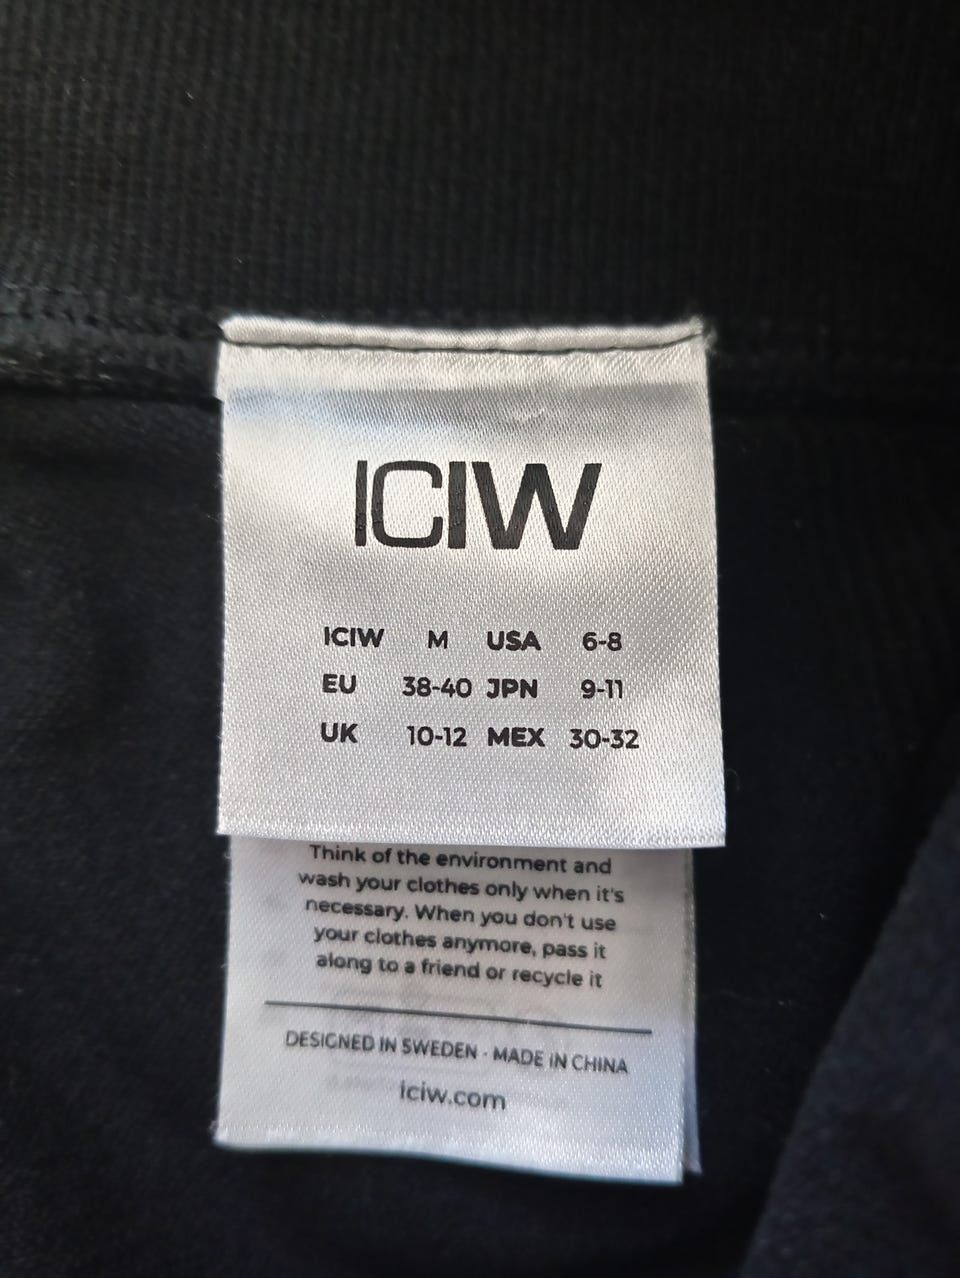 ICIW
ICIW M USA 6-8
EU 38-40 JPN 9-11
UK 10-12 MEX 30-32
Think of the environment and
wash your clothes only when it's
necessary. When you don't use
your clothes anymore, pass it
along to a friend or recycle it
DESIGNED IN SWEDEN · MADE IN CHINA
iciw.com